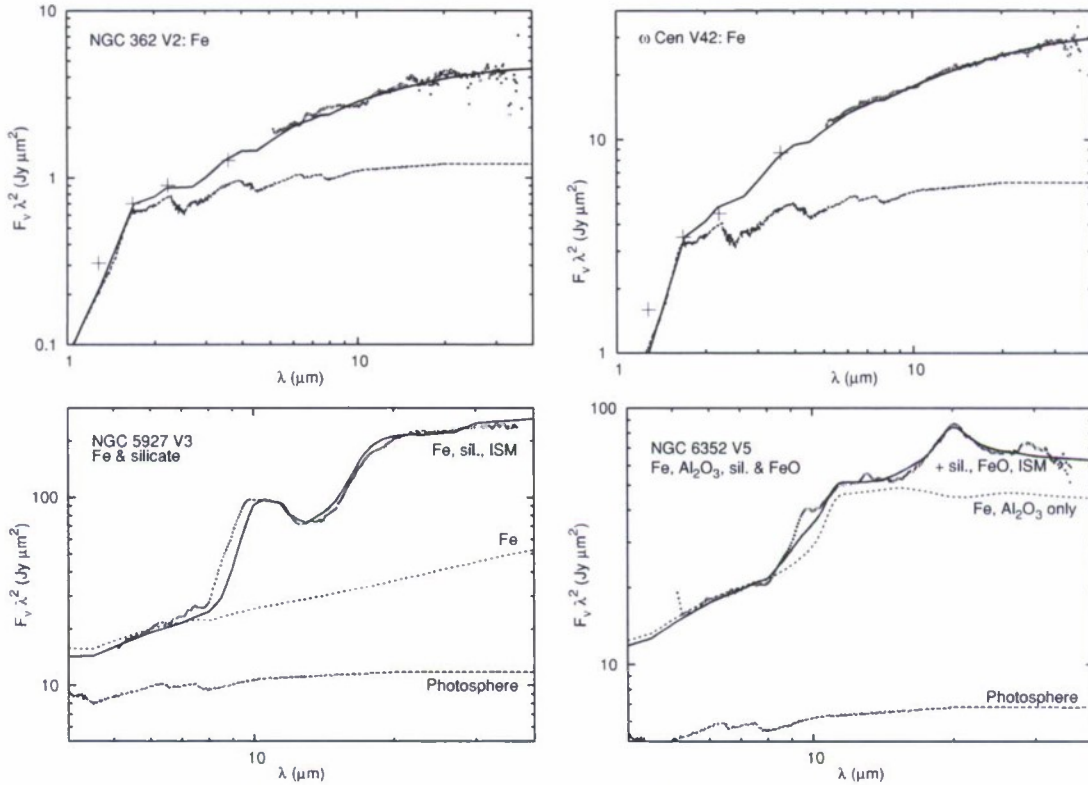 10
NGC 362 V2: Fe
1
0.1
F_ν λ² (Jy μm²)
1
10
λ (μm)
ω Cen V42: Fe
10
1
F_ν λ² (Jy μm²)
1
10
λ (μm)
NGC 5927 V3
Fe & silicate
Fe, sil., ISM
100
Fe
10
Photosphere
F_ν λ² (Jy μm²)
10
λ (μm)
100
NGC 6352 V5
Fe, Al₂O₃, sil. & FeO
+ sil., FeO, ISM
Fe, Al₂O₃ only
10
Photosphere
F_ν λ² (Jy μm²)
10
λ (μm)